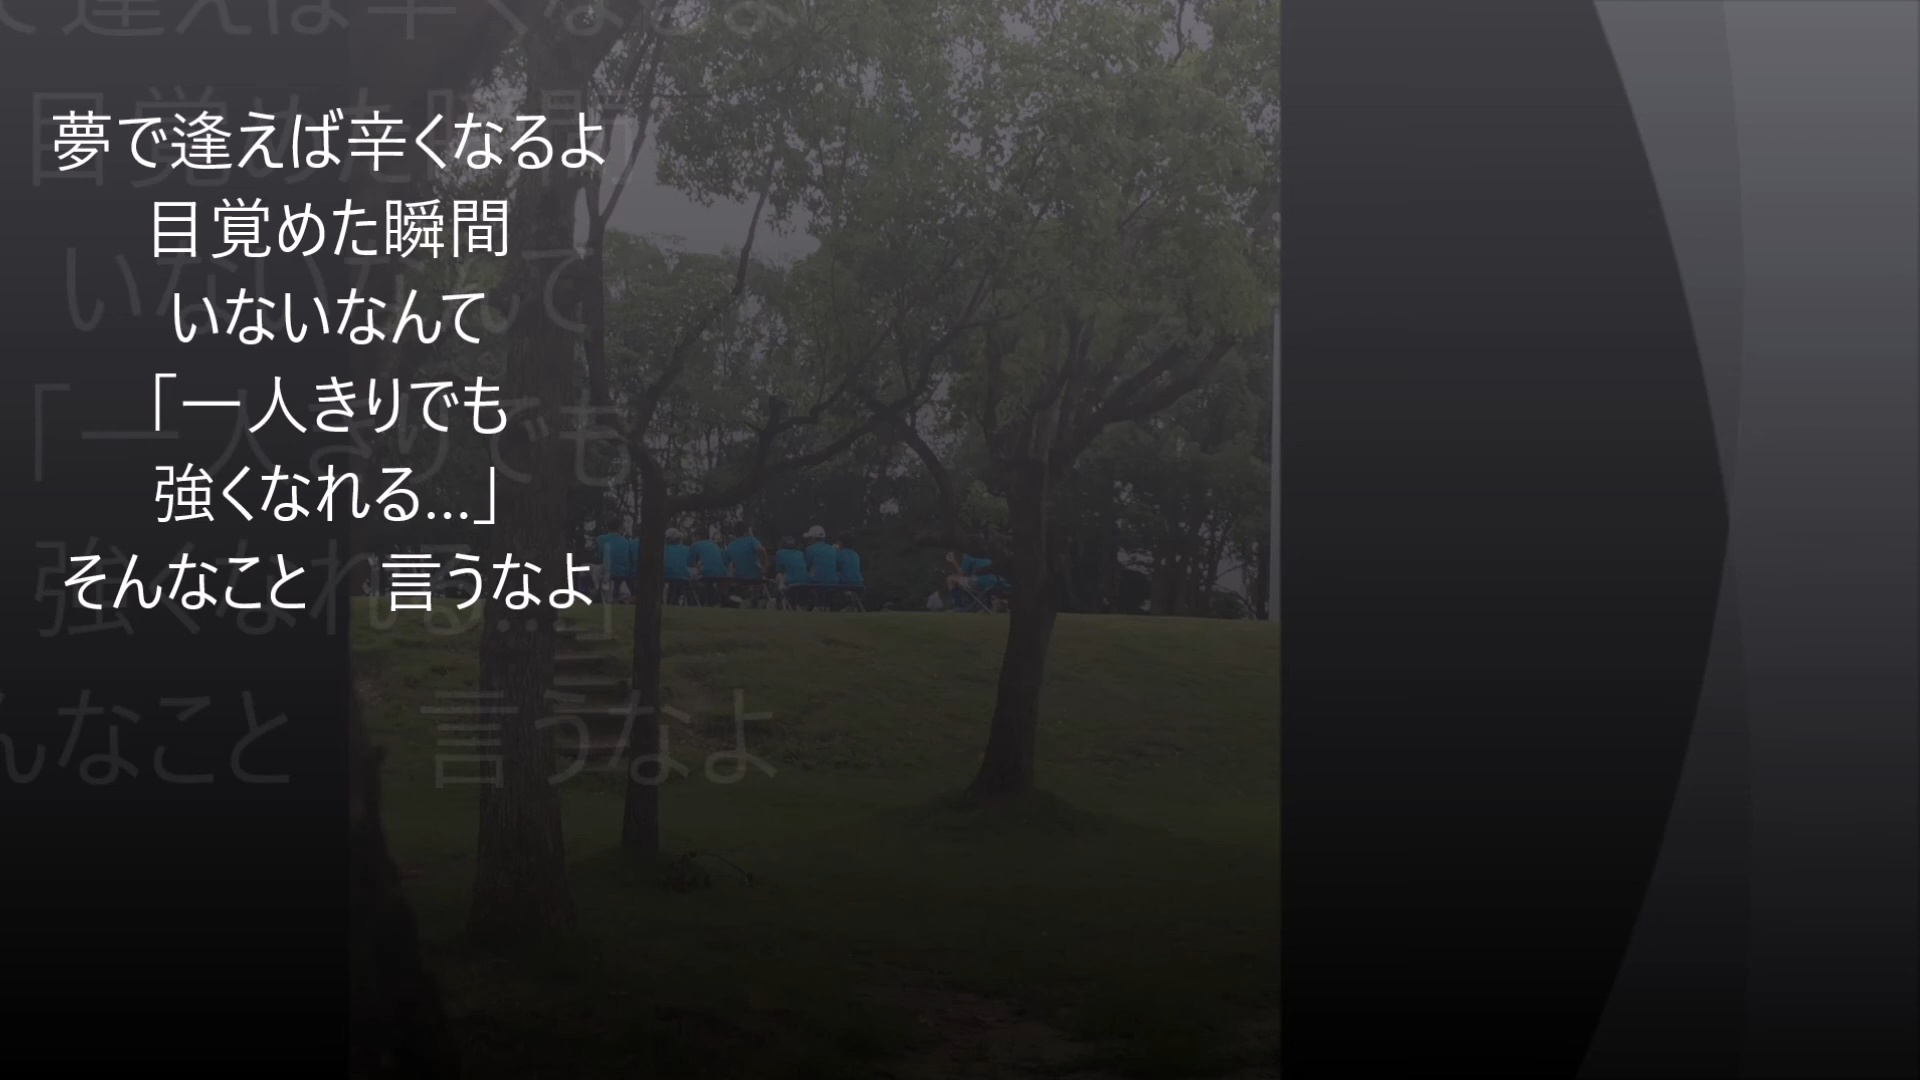 夢で逢えば辛くなるよ
目覚めた瞬間
いないなんて
「一人きりでも
強くなれる…」
そんなこと　言うなよ